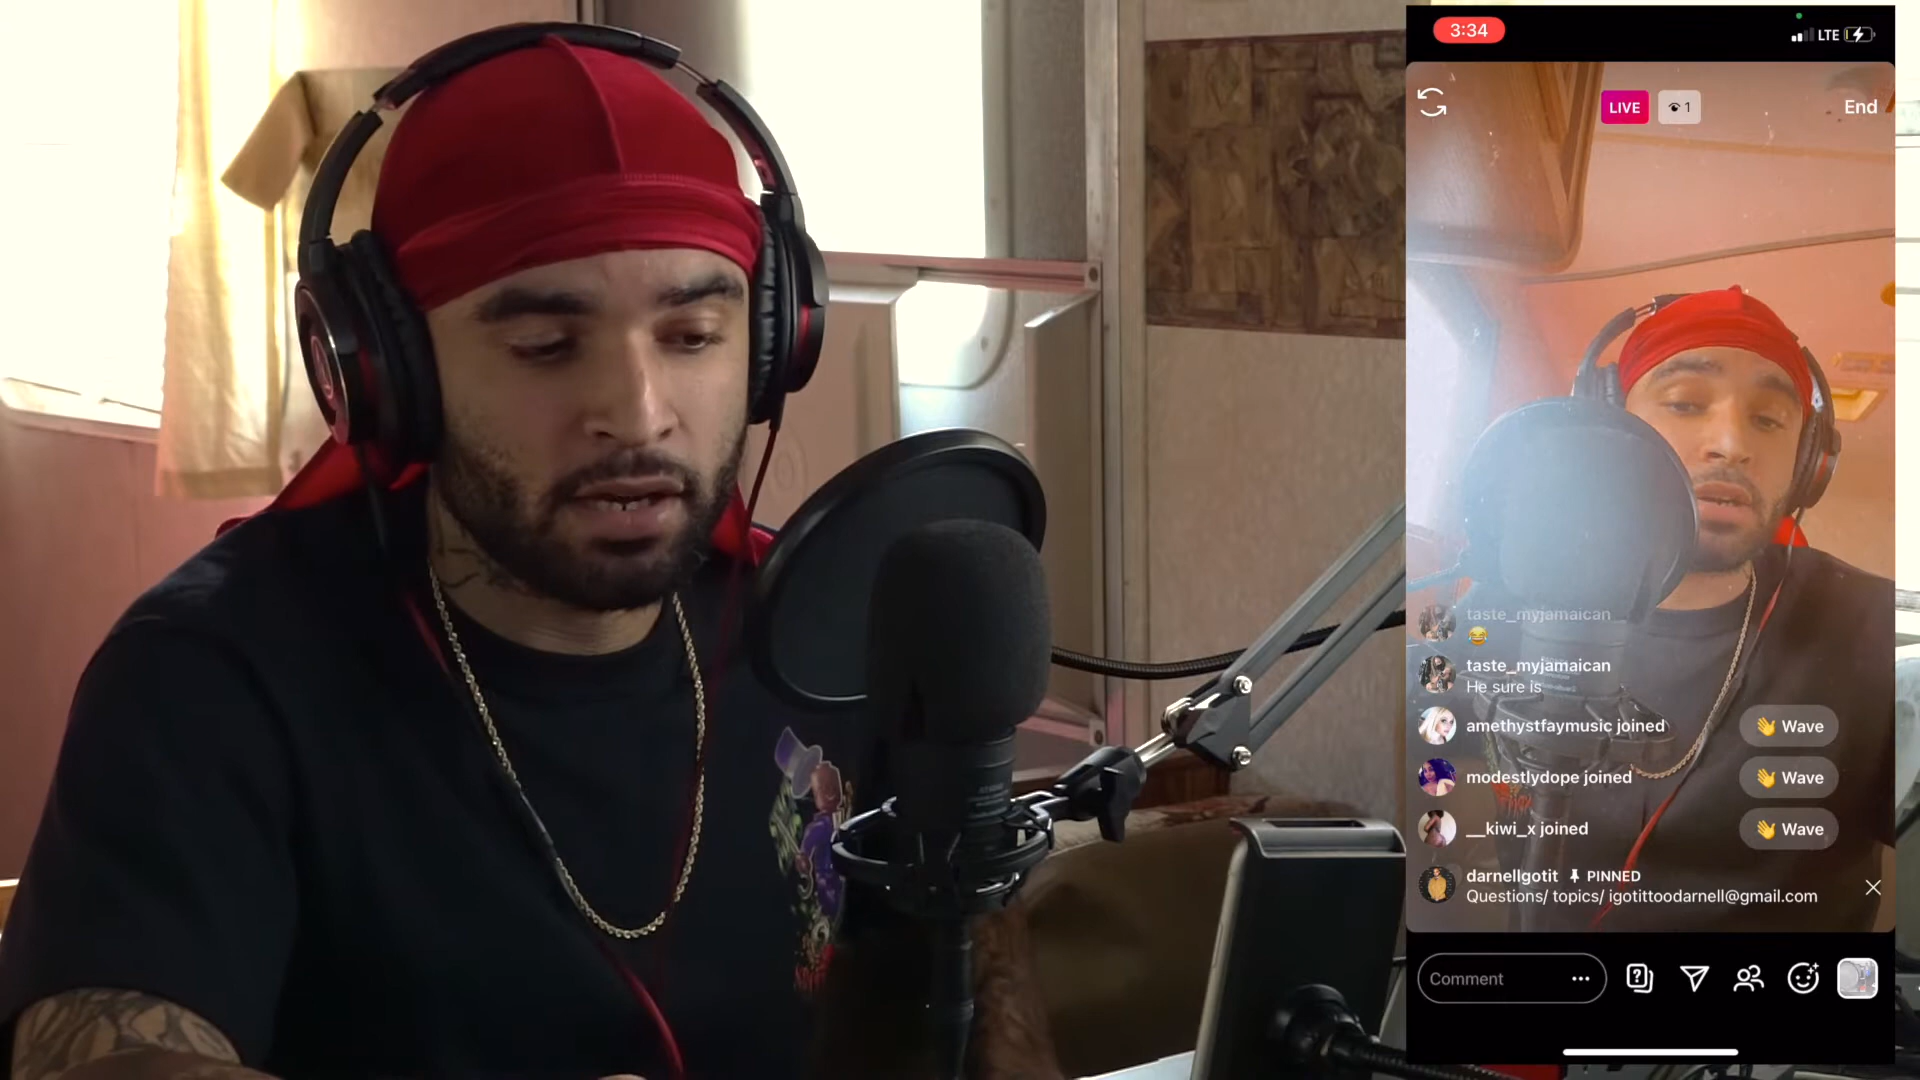 3:34
LTE
LIVE
1
End
taste_myjamaican
😂
taste_myjamaican
He sure is
amethystfaymusic joined
👋 Wave
modestlydope joined
👋 Wave
__kiwi_x joined
👋 Wave
darnellgotit PINNED
Questions/ topics/ igotittoodarnell@gmail.com
Comment